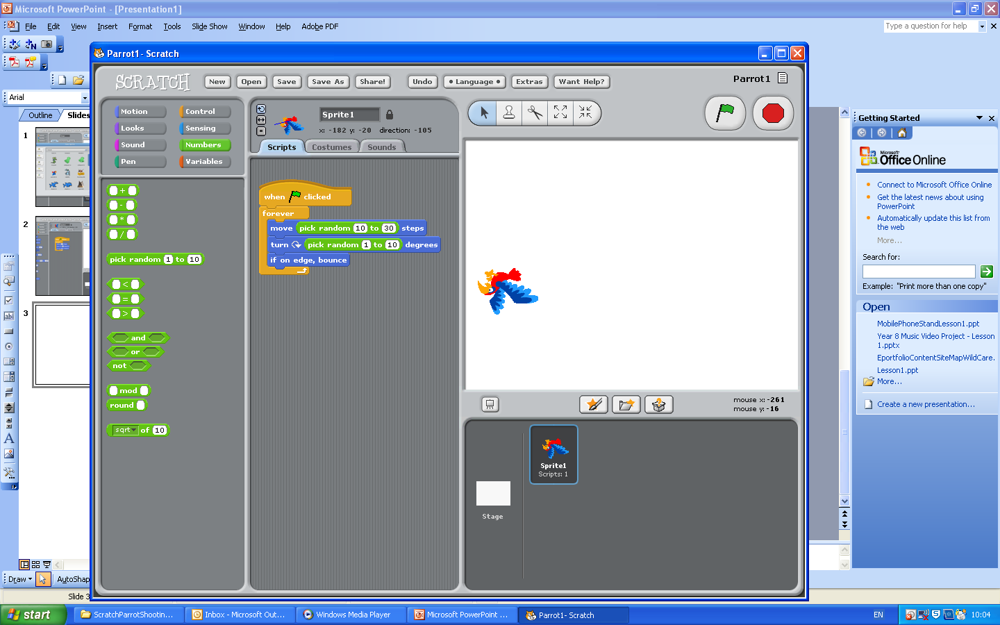 Microsoft PowerPoint - [Presentation1]
File Edit View Insert Format Tools Slide Show Window Help Adobe PDF
Type a question for help
Arial
Outline
Slides
1
2
3
Draw
AutoShap
Slide 3
Parrot1- Scratch
SCRATCH
New Open Save Save As Share! Undo • Language • Extras Want Help?
Parrot1
Motion Control
Looks Sensing
Sound Numbers
Pen Variables
+
-
*
/
pick random 1 to 10
<
=
>
and
or
not
mod
round
sqrt of 10
Sprite1
x: -182 y: -20 direction: -105
Scripts Costumes Sounds
when clicked
forever
move pick random 10 to 30 steps
turn pick random 1 to 10 degrees
if on edge, bounce
mouse x: -261
mouse y: -16
Sprite1
Scripts: 1
Stage
Getting Started
Microsoft
Office Online
Connect to Microsoft Office Online
Get the latest news about using
PowerPoint
Automatically update this list from
the web
More...
Search for:
Example: "Print more than one copy"
Open
MobilePhoneStandLesson1.ppt
Year 8 Music Video Project - Lesson
1.pptx
EportfolioContentSiteMapWildCare.
Lesson1.ppt
More...
Create a new presentation...
start
ScratchParrotShootin...
Inbox - Microsoft Out...
Windows Media Player
Microsoft PowerPoint ...
Parrot1- Scratch
EN
10:04